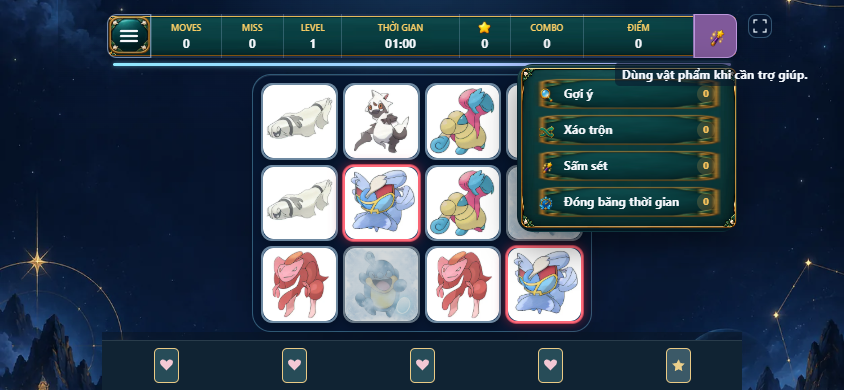 MOVES MISS LEVEL THỜI GIAN COMBO ĐIỂM
0 0 1 01:00 0 0 0
Dùng vật phẩm khi cần trợ giúp.
Gợi ý 0
Xáo trộn 0
Sấm sét 0
Đóng băng thời gian 0